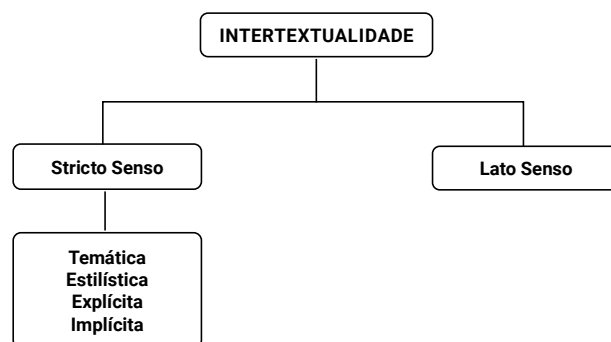 INTERTEXTUALIDADE
Stricto Senso
Lato Senso
Temática
Estilística
Explícita
Implícita